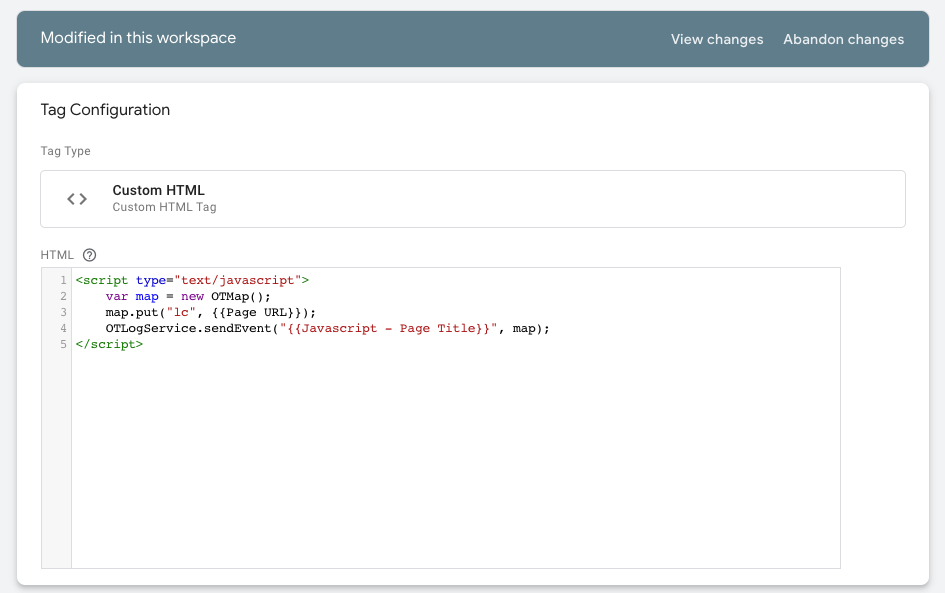 Modified in this workspace
View changes Abandon changes
Tag Configuration
Tag Type
Custom HTML
Custom HTML Tag
HTML
1 <script type="text/javascript">
2     var map = new OTMap();
3     map.put("lc", {{Page URL}});
4     OTLogService.sendEvent("{{Javascript - Page Title}}", map);
5 </script>